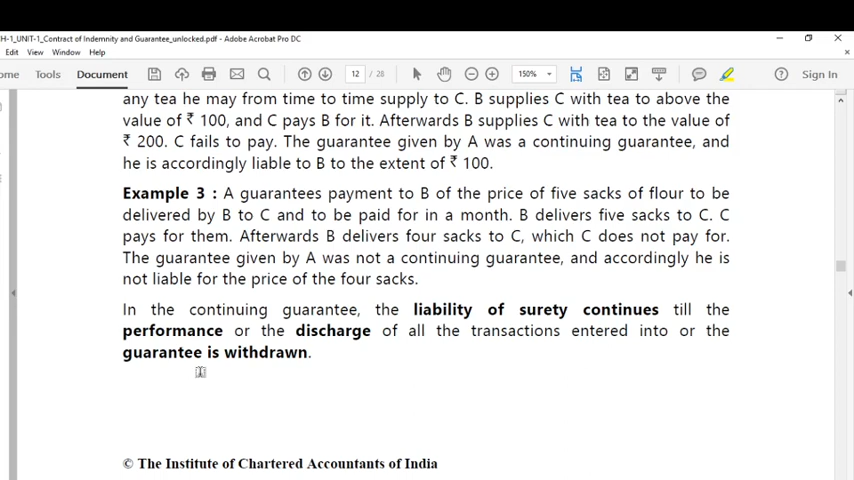 H-1_UNIT-1_Contract of Indemnity and Guarantee_unlocked.pdf - Adobe Acrobat Pro DC
Edit View Window Help
ome Tools Document 12 / 28 150% Sign In
any tea he may from time to time supply to C. B supplies C with tea to above the
value of ₹ 100, and C pays B for it. Afterwards B supplies C with tea to the value of
₹ 200. C fails to pay. The guarantee given by A was a continuing guarantee, and
he is accordingly liable to B to the extent of ₹ 100.
Example 3 : A guarantees payment to B of the price of five sacks of flour to be
delivered by B to C and to be paid for in a month. B delivers five sacks to C. C
pays for them. Afterwards B delivers four sacks to C, which C does not pay for.
The guarantee given by A was not a continuing guarantee, and accordingly he is
not liable for the price of the four sacks.
In the continuing guarantee, the liability of surety continues till the
performance or the discharge of all the transactions entered into or the
guarantee is withdrawn.
© The Institute of Chartered Accountants of India